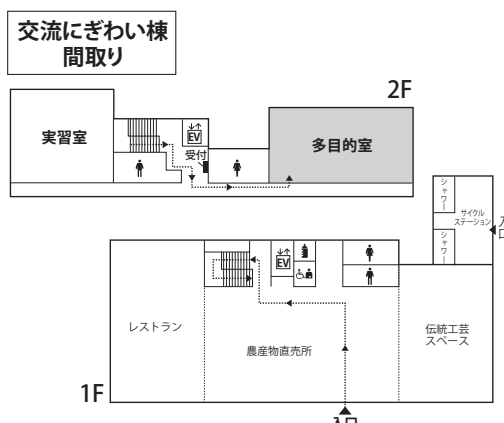 交流にぎわい棟
間取り
2F
実習室
EV
受付
多目的室
シャワー
サイクル
ステーション
シャワー
入口
EV
レストラン
農産物直売所
伝統工芸
スペース
1F
入口